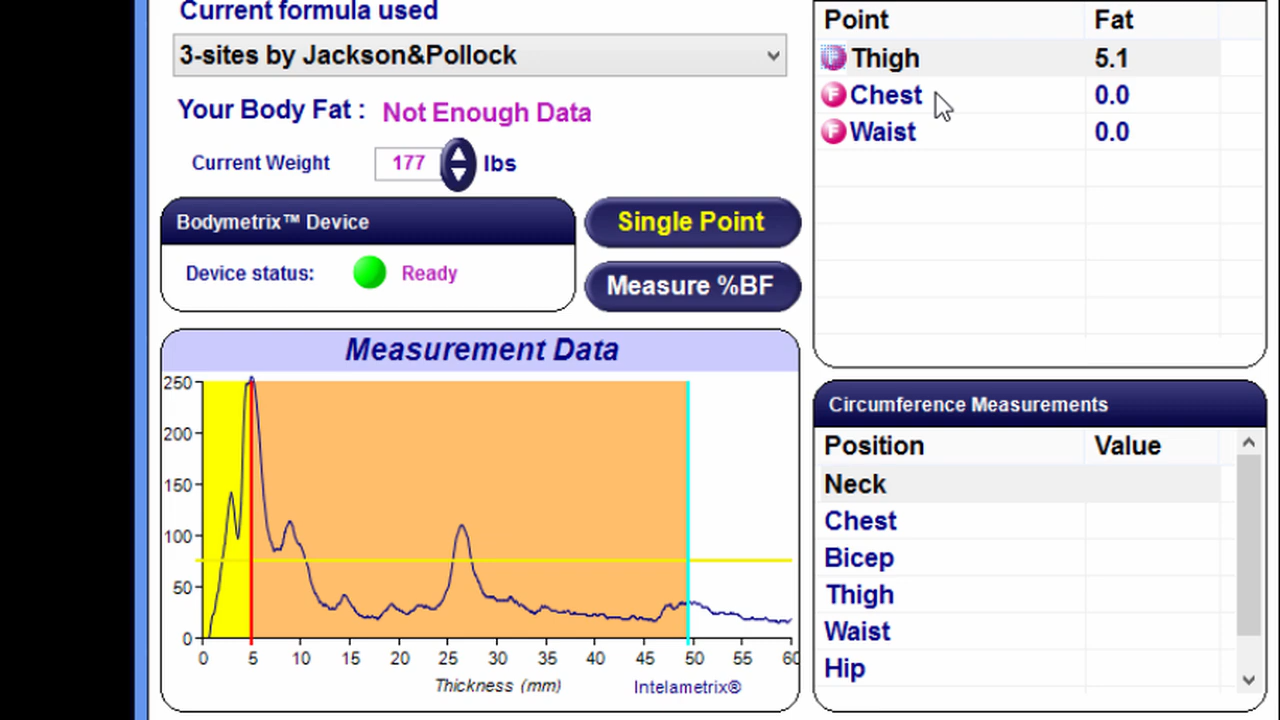 Current formula used
3-sites by Jackson&Pollock
Your Body Fat : Not Enough Data
Current Weight 177 lbs
Bodymetrix™ Device
Device status: Ready
Single Point
Measure %BF
Measurement Data
250
200
150
100
50
0
0 5 10 15 20 25 30 35 40 45 50 55 60
Thickness (mm) Intelametrix®
Point Fat
F Thigh 5.1
F Chest 0.0
F Waist 0.0
Circumference Measurements
Position Value
Neck
Chest
Bicep
Thigh
Waist
Hip